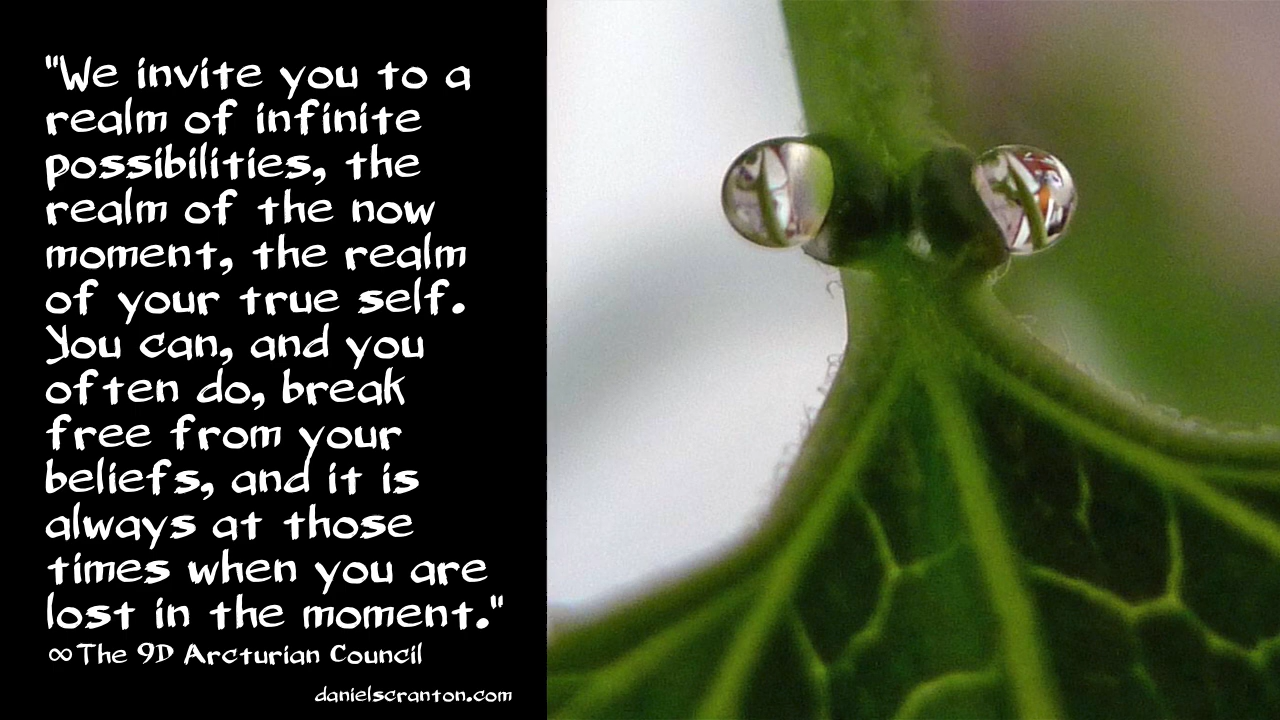 "We invite you to a
realm of infinite
possibilities, the
realm of the now
moment, the realm
of your true self.
You can, and you
often do, break
free from your
beliefs, and it is
always at those
times when you are
lost in the moment."
∞The 9D Arcturian Council
danielscranton.com